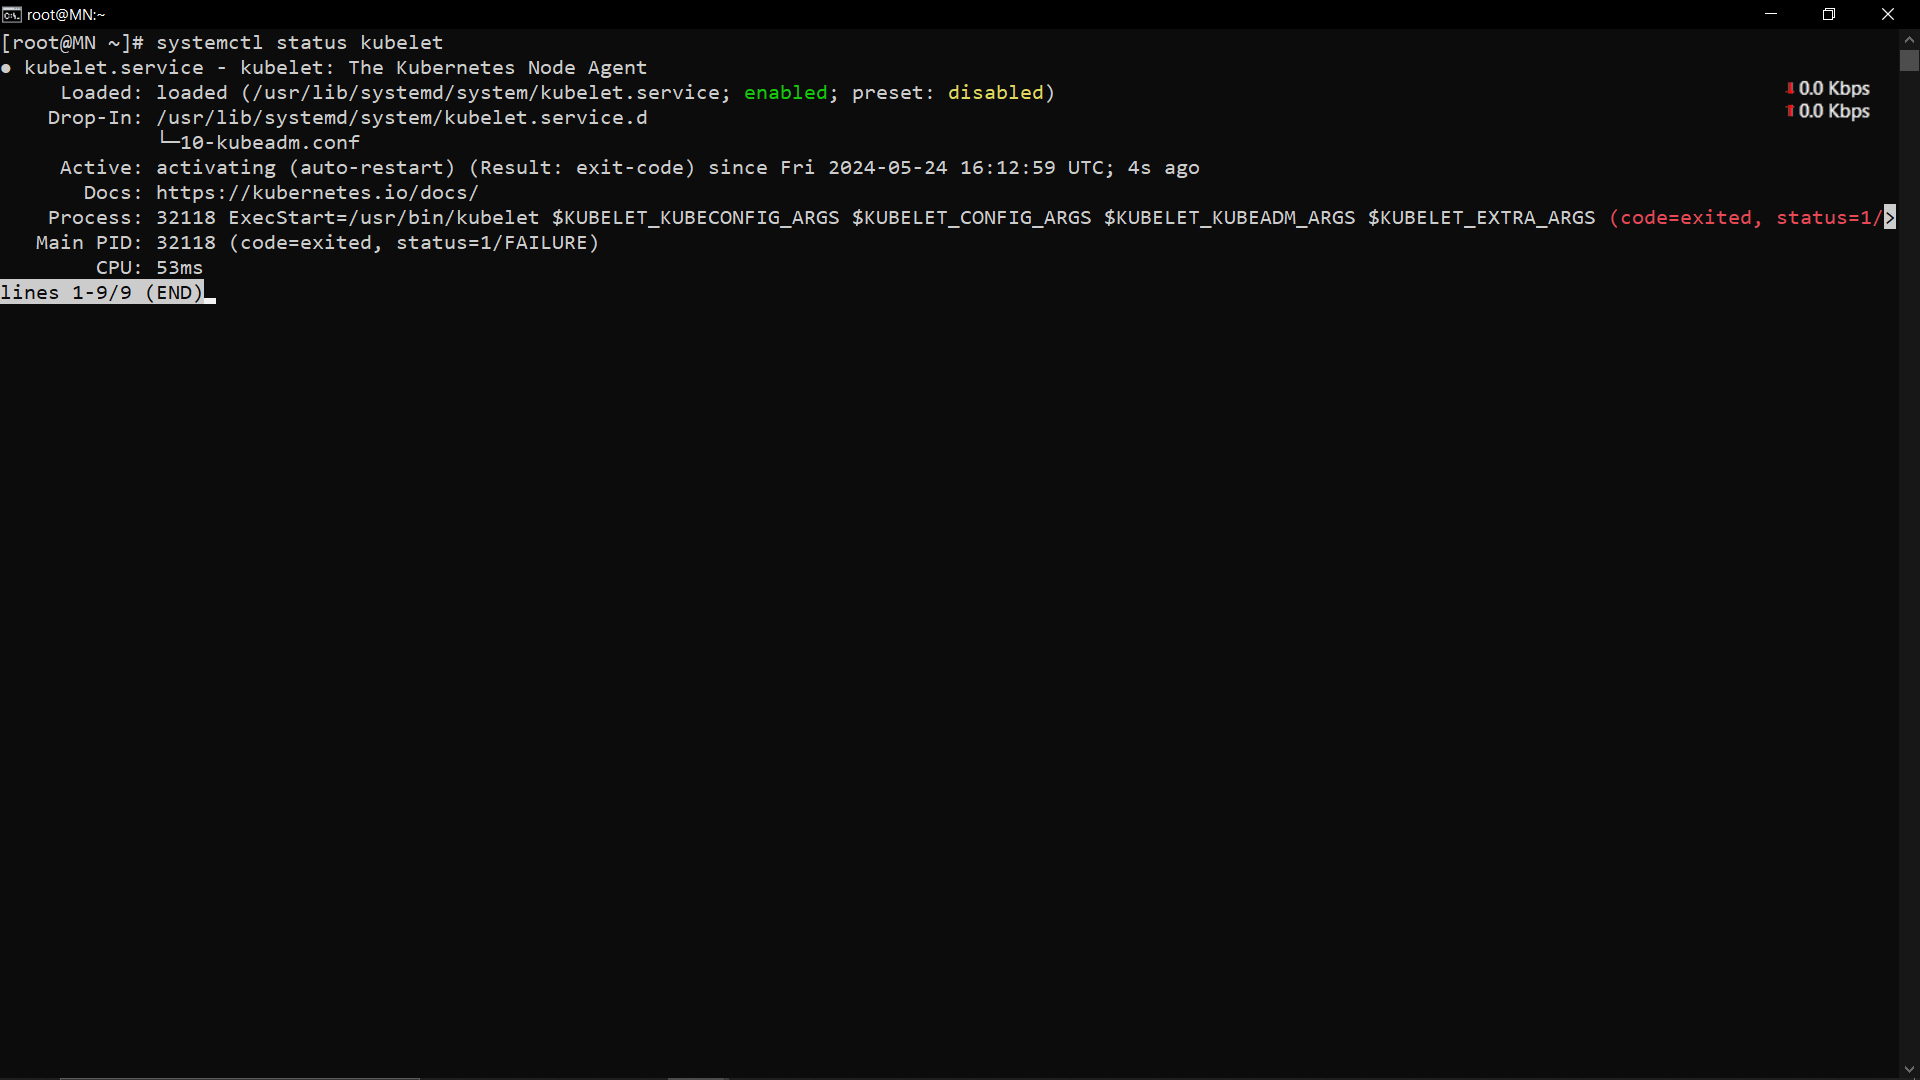 root@MN:~
[root@MN ~]# systemctl status kubelet
● kubelet.service - kubelet: The Kubernetes Node Agent
     Loaded: loaded (/usr/lib/systemd/system/kubelet.service; enabled; preset: disabled)
    Drop-In: /usr/lib/systemd/system/kubelet.service.d
             └─10-kubeadm.conf
     Active: activating (auto-restart) (Result: exit-code) since Fri 2024-05-24 16:12:59 UTC; 4s ago
       Docs: https://kubernetes.io/docs/
    Process: 32118 ExecStart=/usr/bin/kubelet $KUBELET_KUBECONFIG_ARGS $KUBELET_CONFIG_ARGS $KUBELET_KUBEADM_ARGS $KUBELET_EXTRA_ARGS (code=exited, status=1/>
   Main PID: 32118 (code=exited, status=1/FAILURE)
        CPU: 53ms
lines 1-9/9 (END)
0.0 Kbps
0.0 Kbps